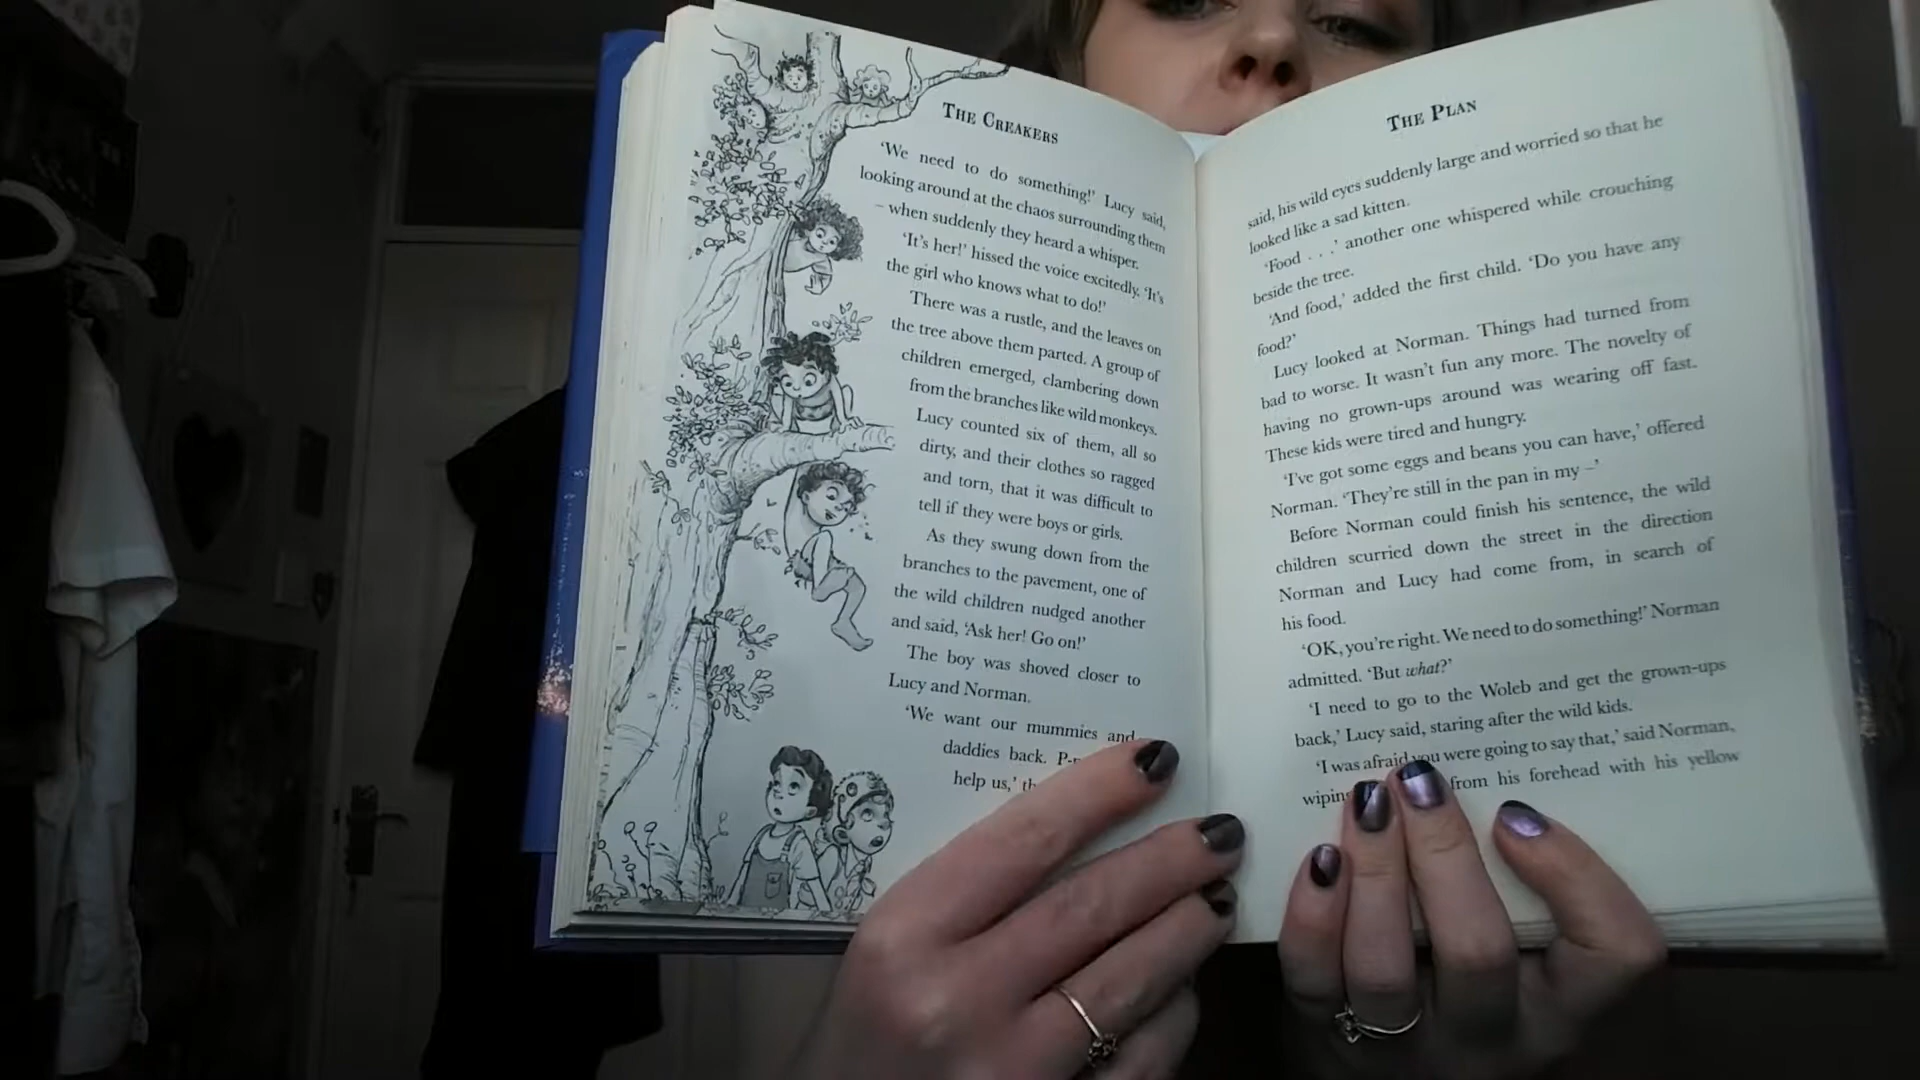 THE CREAKERS
'We need to do something!' Lucy said,
looking around at the chaos surrounding them
– when suddenly they heard a whisper.
'It's her!' hissed the voice excitedly. 'It's
the girl who knows what to do!'
There was a rustle, and the leaves on
the tree above them parted. A group of
children emerged, clambering down
from the branches like wild monkeys.
Lucy counted six of them, all so
dirty, and their clothes so ragged
and torn, that it was difficult to
tell if they were boys or girls.
As they swung down from the
branches to the pavement, one of
the wild children nudged another
and said, 'Ask her! Go on!'
The boy was shoved closer to
Lucy and Norman.
'We want our mummies and
daddies back. P-
help us,'
THE PLAN
said, his wild eyes suddenly large and worried so that he
looked like a sad kitten.
'Food . . .' another one whispered while crouching
beside the tree.
'And food,' added the first child. 'Do you have any
food?'
Lucy looked at Norman. Things had turned from
bad to worse. It wasn't fun any more. The novelty of
having no grown-ups around was wearing off fast.
These kids were tired and hungry.
'I've got some eggs and beans you can have,' offered
Norman. 'They're still in the pan in my –'
Before Norman could finish his sentence, the wild
children scurried down the street in the direction
Norman and Lucy had come from, in search of
his food.
'OK, you're right. We need to do something!' Norman
admitted. 'But what?'
'I need to go to the Woleb and get the grown-ups
back,' Lucy said, staring after the wild kids.
'I was afraid you were going to say that,' said Norman,
wiping from his forehead with his yellow